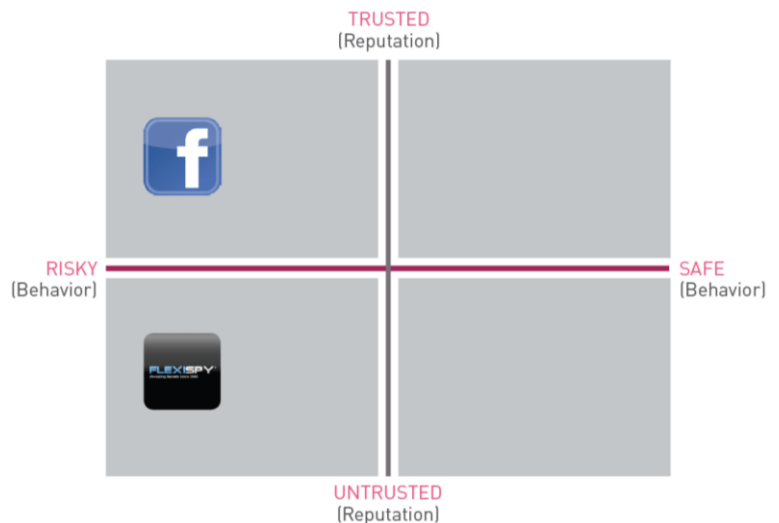 TRUSTED
(Reputation)
f
RISKY
(Behavior)
SAFE
(Behavior)
FLEXISPY
UNTRUSTED
(Reputation)